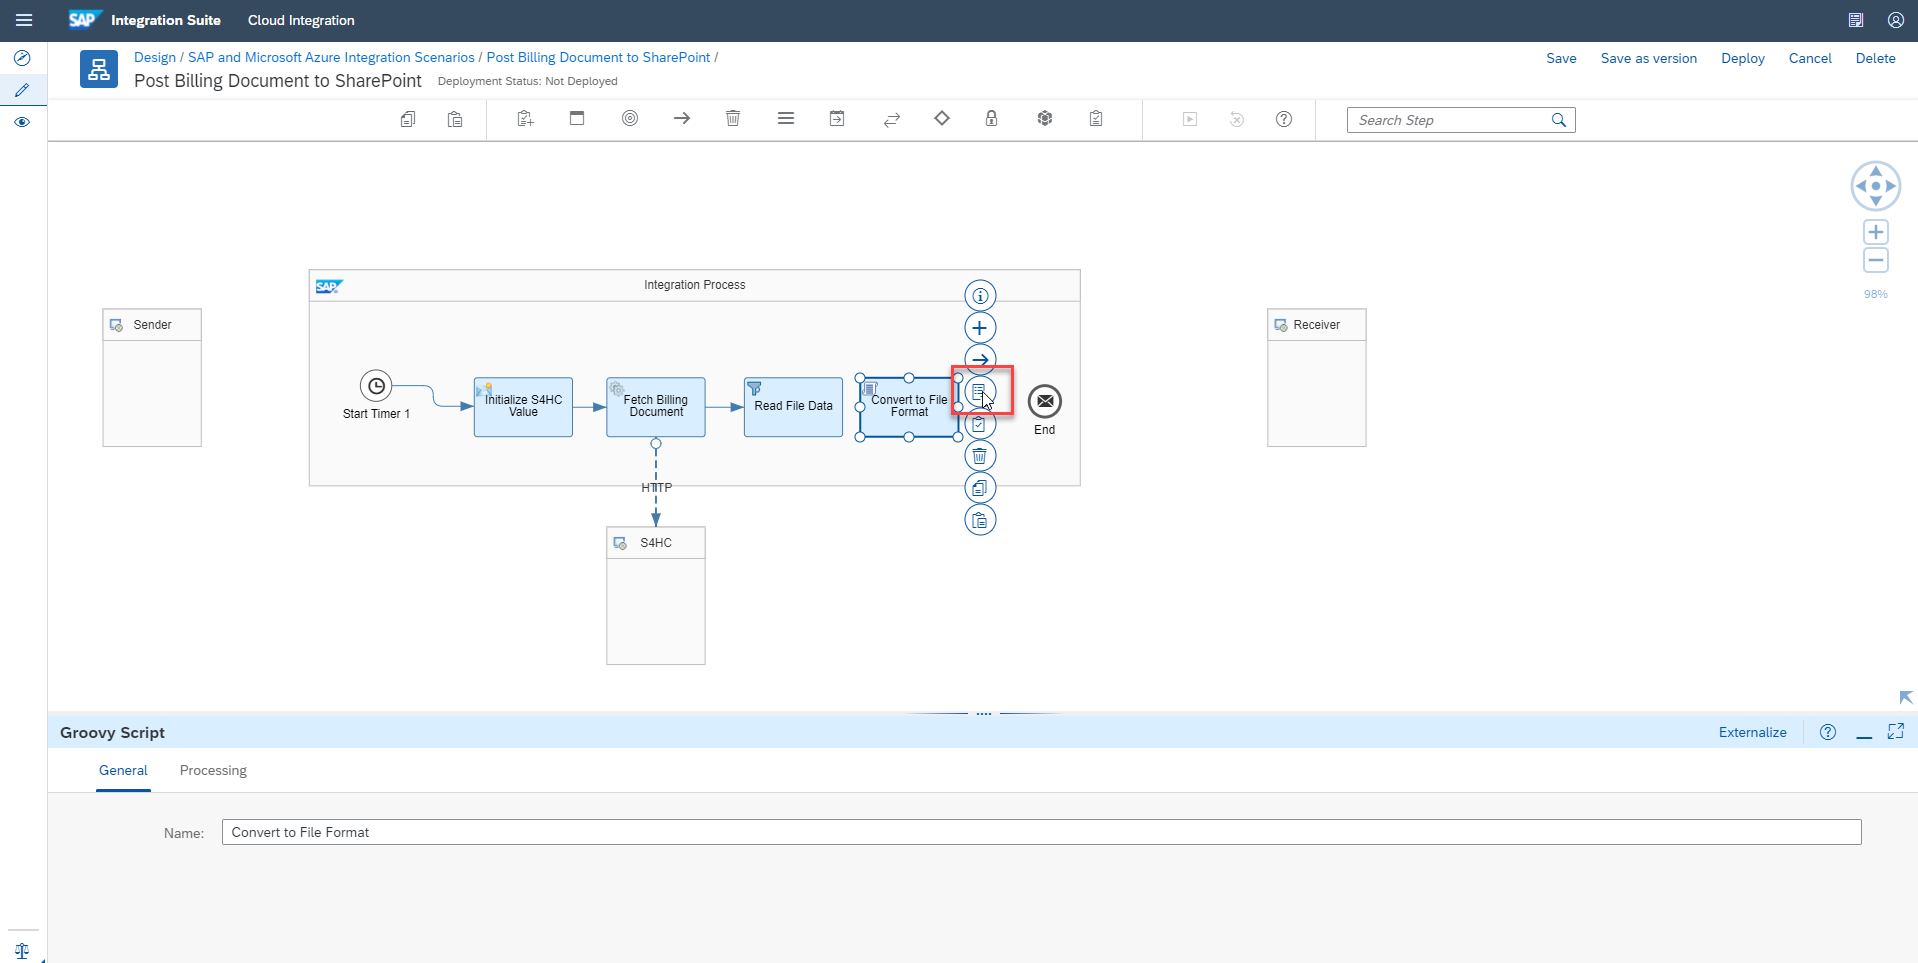 SAP Integration Suite Cloud Integration
Design / SAP and Microsoft Azure Integration Scenarios / Post Billing Document to SharePoint /
Post Billing Document to SharePoint Deployment Status: Not Deployed
Save Save as version Deploy Cancel Delete
Search Step
98%
SAP Integration Process
Sender
Receiver
Start Timer 1
Initialize S4HC
Value
Fetch Billing
Document
Read File Data
Convert to File
Format
End
HTTP
S4HC
Groovy Script
Externalize
General Processing
Name: Convert to File Format